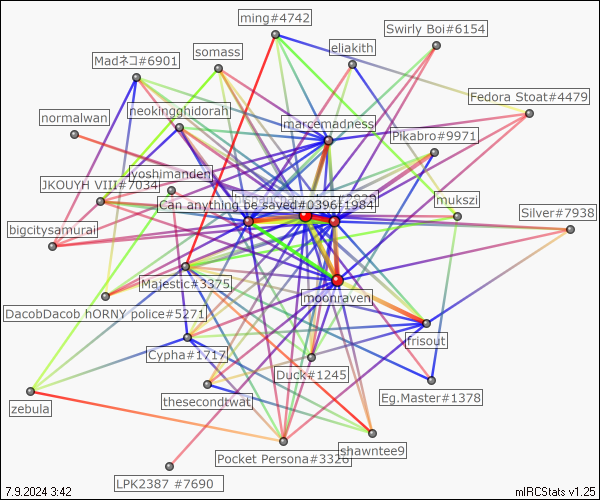 ming#4742
Swirly Boi#6154
eliakith
somass
Madネコ#6901
Fedora Stoat#4479
neokingghidorah
normalwan
marcemadness
Pikabro#9971
yoshimanden
JKOUYH VIII#7034
Can anything be sayed#0396
1984
mukszi
Silver#7938
bigcitysamurai
Majestic#3375
moonraven
DacobDacob hORNY police#5271
frisout
Cypha#1717
Duck#1245
Eg.Master#1378
thesecondtwat
zebula
shawntee9
Pocket Persona#3326
LPK2387 #7690
7.9.2024 3:42
mIRCStats v1.25